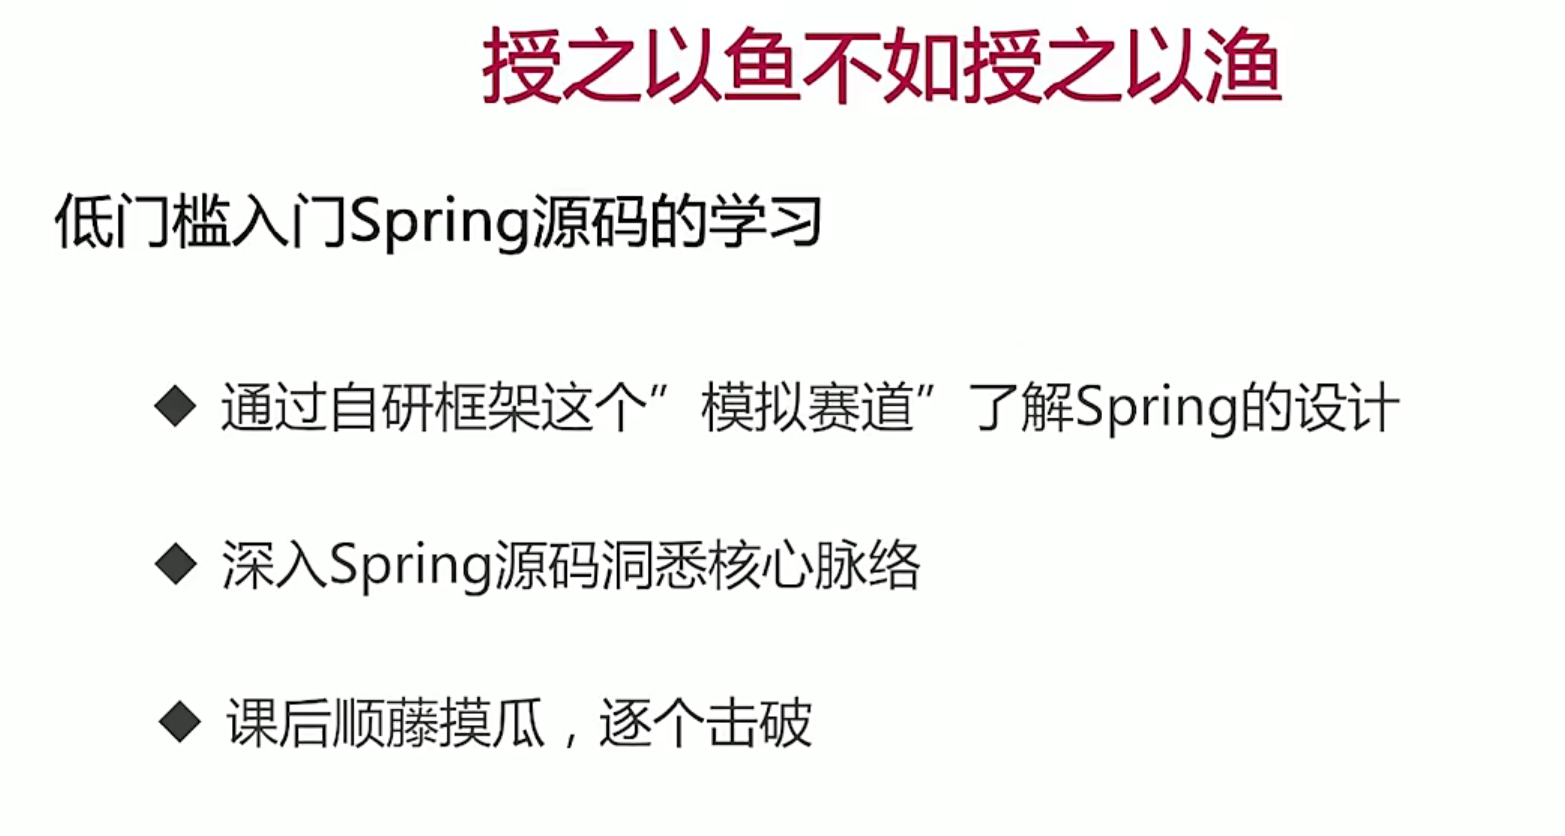 授之以鱼不如授之以渔
低门槛入门Spring源码的学习
◆ 通过自研框架这个”模拟赛道”了解Spring的设计
◆ 深入Spring源码洞悉核心脉络
◆ 课后顺藤摸瓜，逐个击破